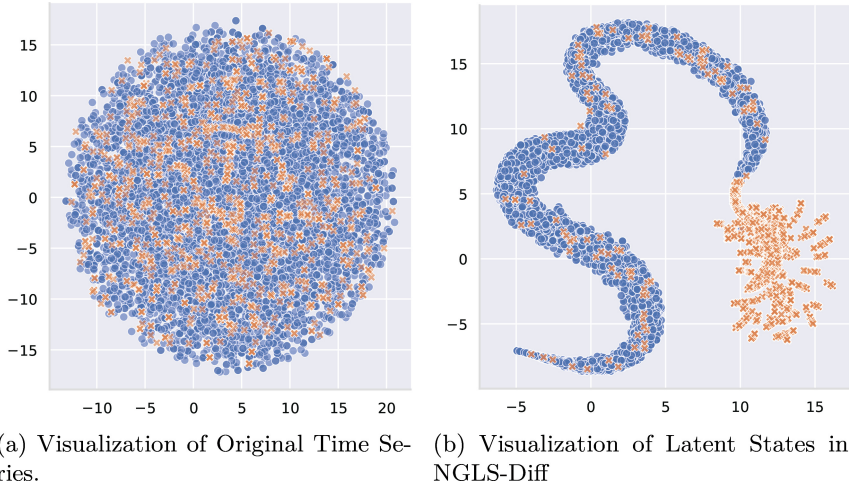 15
10
5
0
−5
−10
−15
−10 −5 0 5 10 15 20
15
10
5
0
−5
−5 0 5 10 15
a) Visualization of Original Time Se-
ries.
(b) Visualization of Latent States in
NGLS-Diff